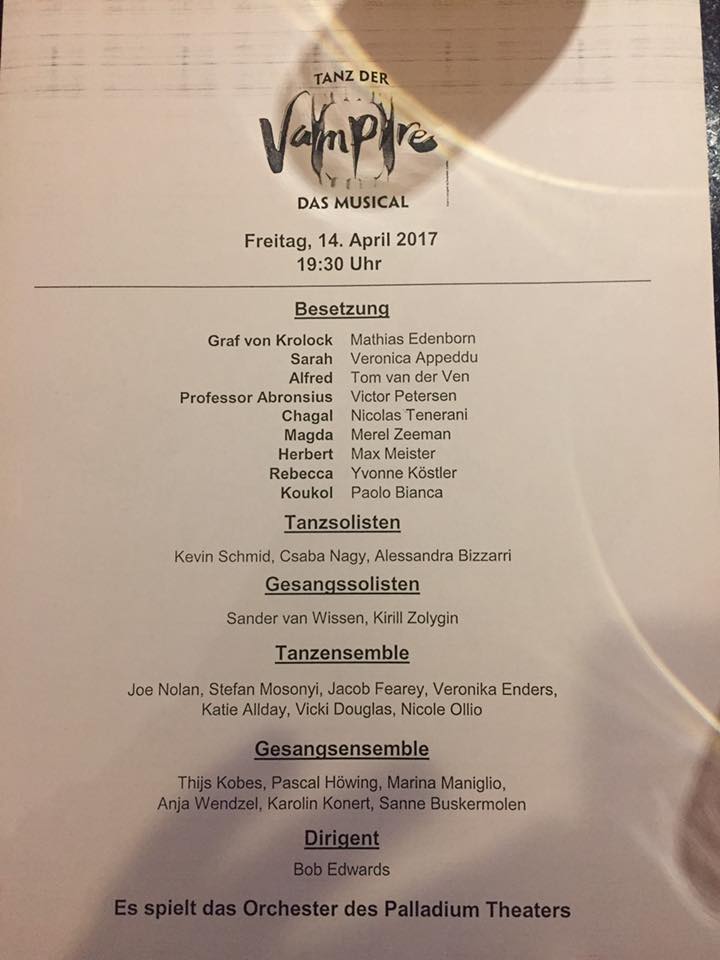 TANZ DER
Vampire
DAS MUSICAL
Freitag, 14. April 2017
19:30 Uhr
Besetzung
Graf von Krolock Mathias Edenborn
Sarah Veronica Appeddu
Alfred Tom van der Ven
Professor Abronsius Victor Petersen
Chagal Nicolas Tenerani
Magda Merel Zeeman
Herbert Max Meister
Rebecca Yvonne Köstler
Koukol Paolo Bianca
Tanzsolisten
Kevin Schmid, Csaba Nagy, Alessandra Bizzarri
Gesangssolisten
Sander van Wissen, Kirill Zolygin
Tanzensemble
Joe Nolan, Stefan Mosonyi, Jacob Fearey, Veronika Enders,
Katie Allday, Vicki Douglas, Nicole Ollio
Gesangsensemble
Thijs Kobes, Pascal Höwing, Marina Maniglio,
Anja Wendzel, Karolin Konert, Sanne Buskermolen
Dirigent
Bob Edwards
Es spielt das Orchester des Palladium Theaters